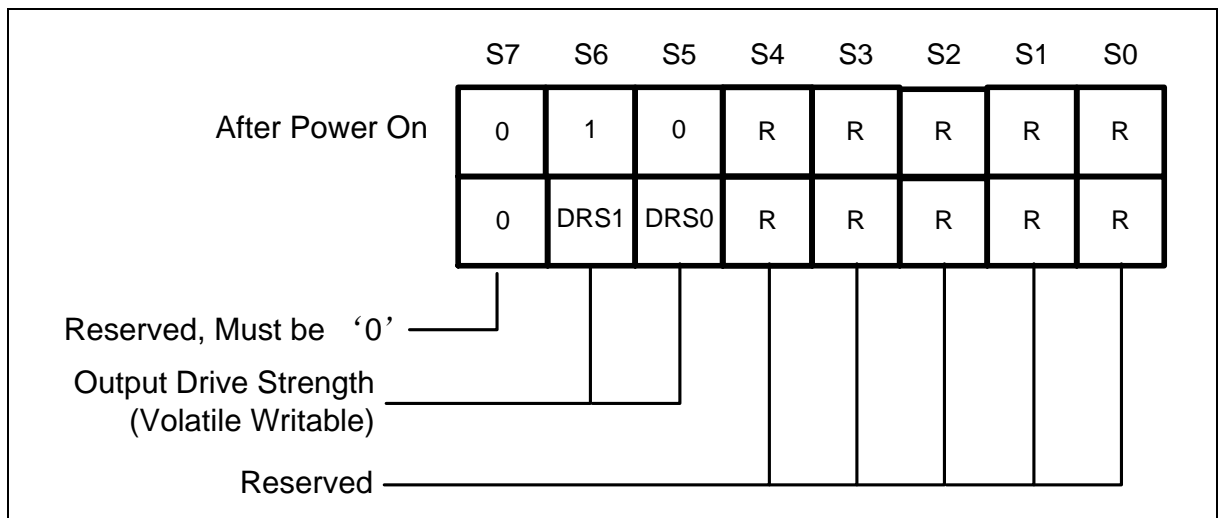 S7 S6 S5 S4 S3 S2 S1 S0
After Power On 0 1 0 R R R R R
0 DRS1 DRS0 R R R R R
Reserved, Must be ‘0’
Output Drive Strength
(Volatile Writable)
Reserved